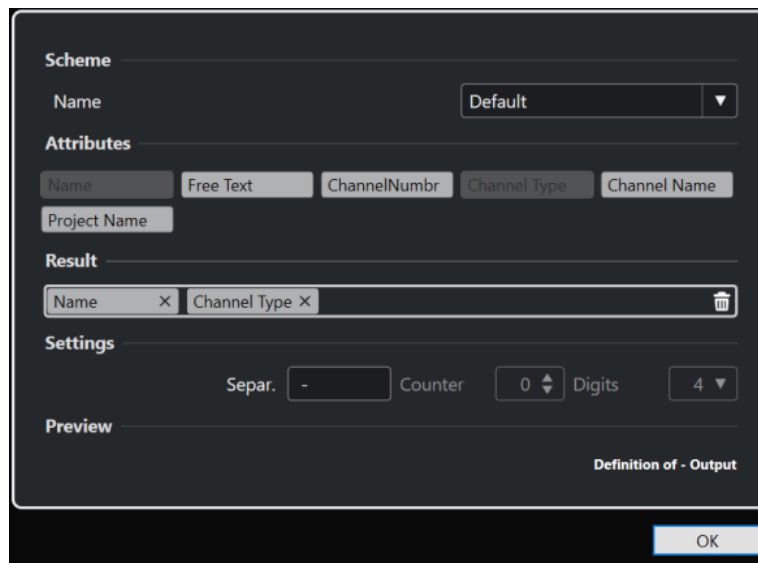 Scheme
Name Default
Attributes
Name Free Text ChannelNumbr Channel Type Channel Name
Project Name
Result
Name × Channel Type ×
Settings
Separ. - Counter 0 Digits 4
Preview
Definition of - Output
OK